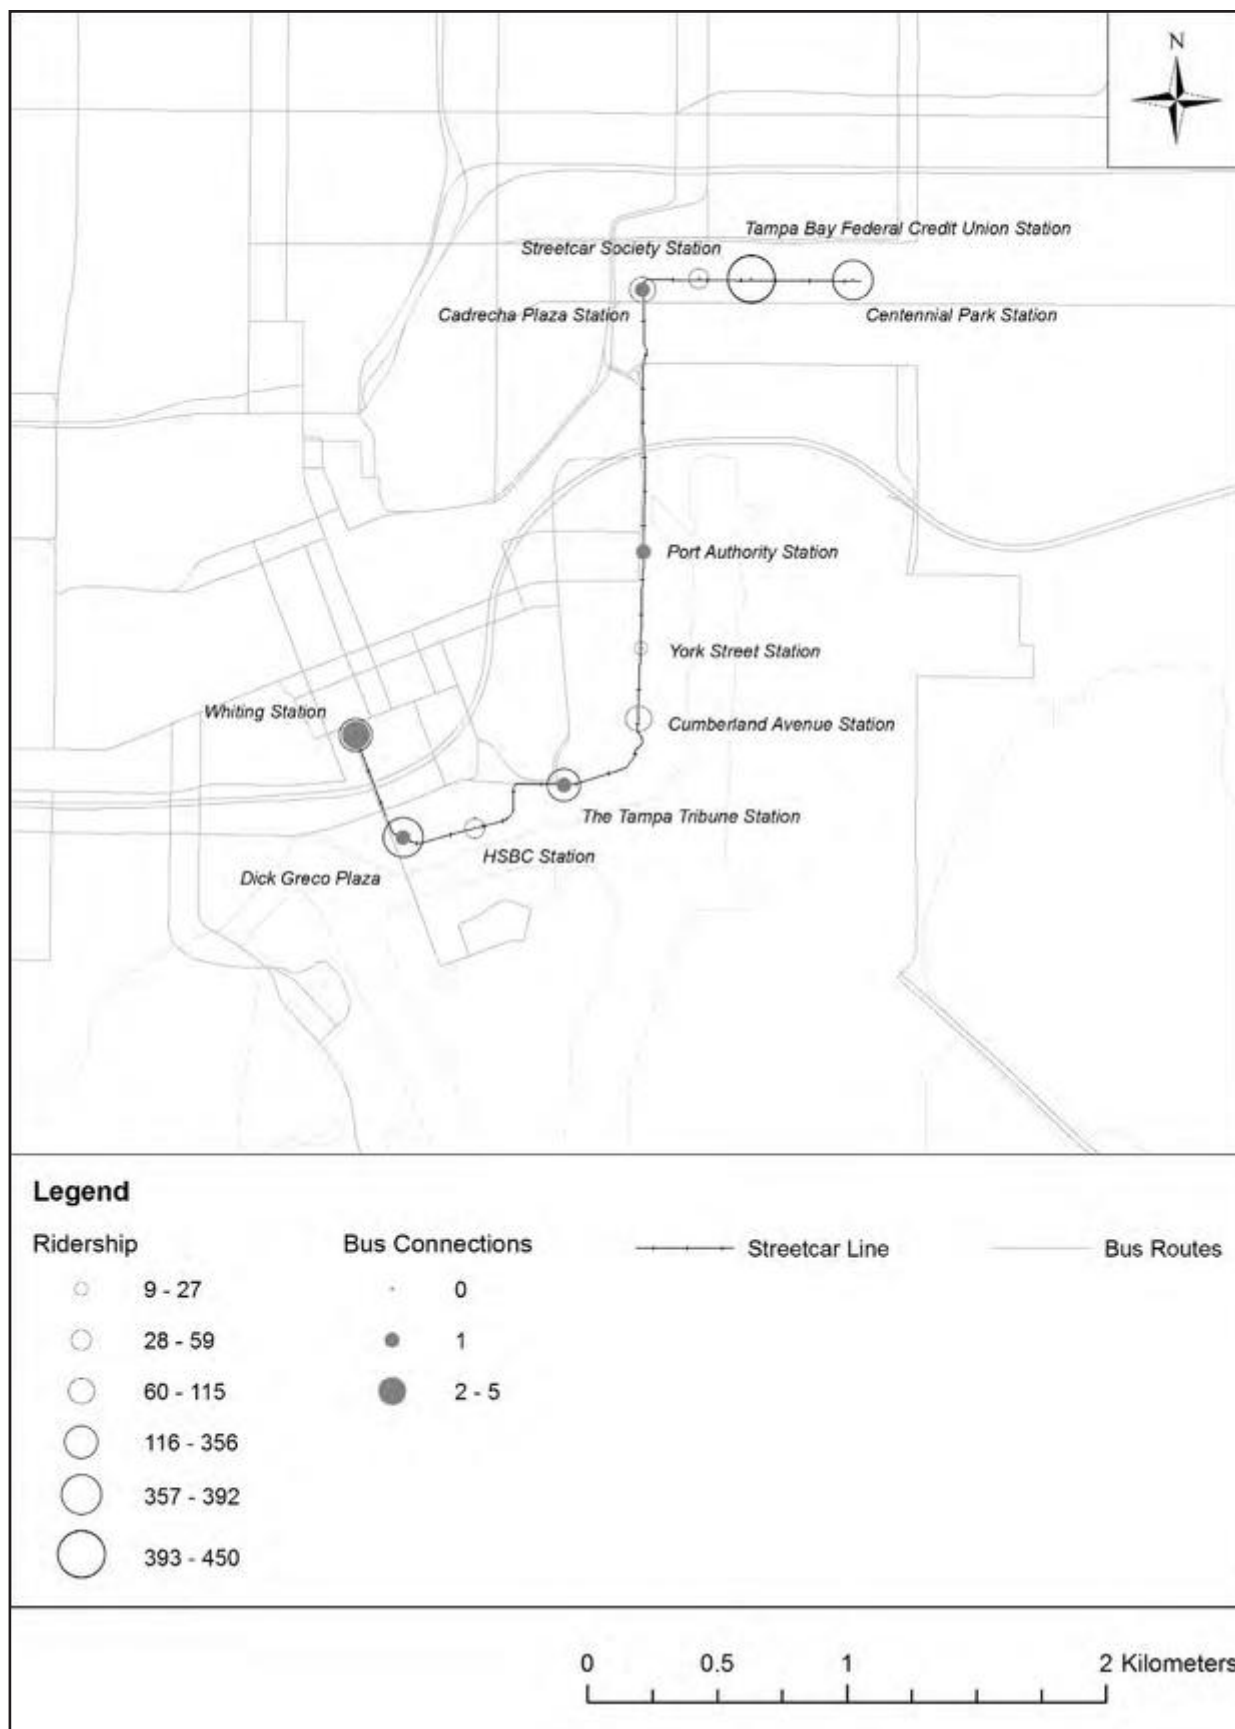 N
Tampa Bay Federal Credit Union Station
Streetcar Society Station
Cadrecha Plaza Station
Centennial Park Station
Port Authority Station
York Street Station
Whiting Station
Cumberland Avenue Station
The Tampa Tribune Station
HSBC Station
Dick Greco Plaza
Legend
Ridership
9 - 27
28 - 59
60 - 115
116 - 356
357 - 392
393 - 450
Bus Connections
0
1
2 - 5
Streetcar Line
Bus Routes
0 0.5 1 2 Kilometers